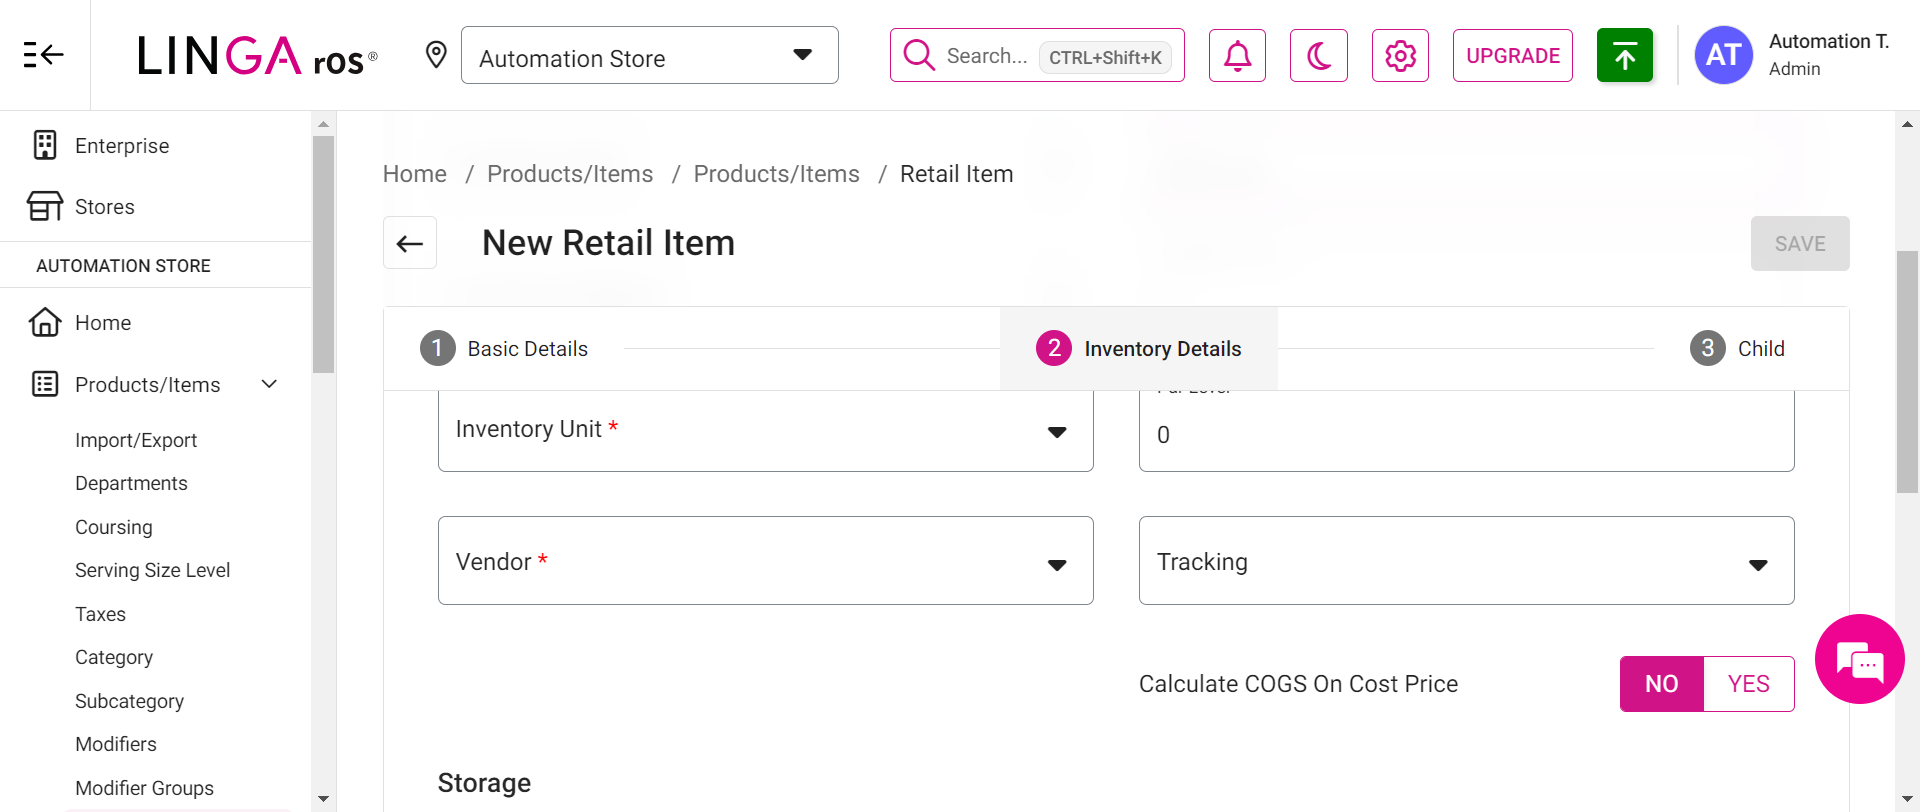 LINGA ros®
Automation Store
Search... CTRL+Shift+K
UPGRADE
AT
Automation T.
Admin
Enterprise
Stores
AUTOMATION STORE
Home
Products/Items
Import/Export
Departments
Coursing
Serving Size Level
Taxes
Category
Subcategory
Modifiers
Modifier Groups
Home / Products/Items / Products/Items / Retail Item
New Retail Item
SAVE
1 Basic Details
2 Inventory Details
3 Child
Inventory Unit *
0
Vendor *
Tracking
Calculate COGS On Cost Price
NO YES
Storage